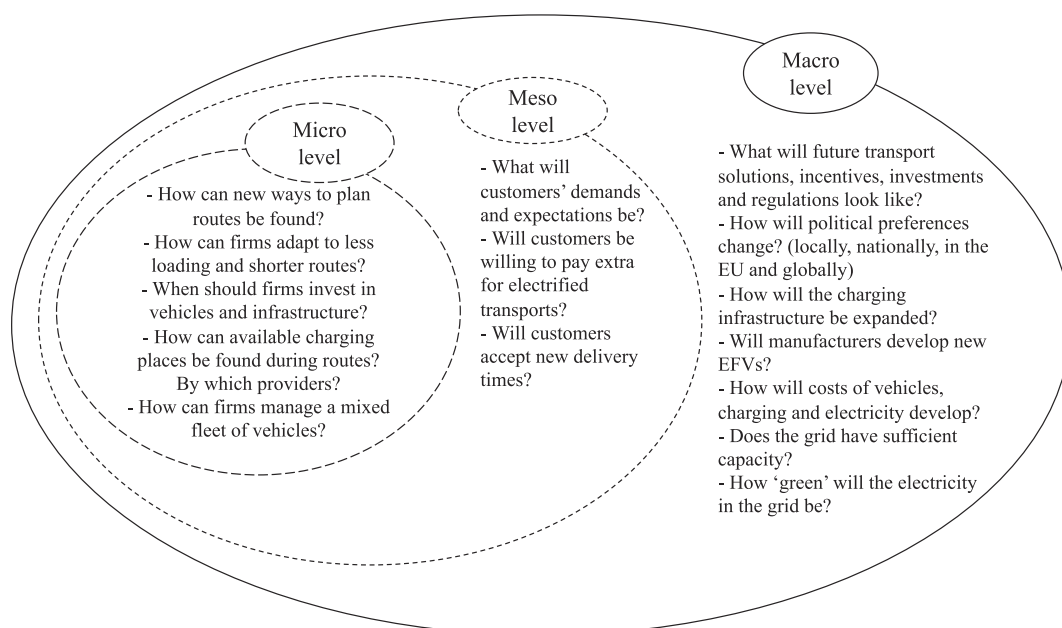 Micro
level
- How can new ways to plan
routes be found?
- How can firms adapt to less
loading and shorter routes?
- When should firms invest in
vehicles and infrastructure?
- How can available charging
places be found during routes?
By which providers?
- How can firms manage a mixed
fleet of vehicles?
Meso
level
- What will
customers’ demands
and expectations be?
- Will customers be
willing to pay extra
for electrified
transports?
- Will customers
accept new delivery
times?
Macro
level
- What will future transport
solutions, incentives, investments
and regulations look like?
- How will political preferences
change? (locally, nationally, in the
EU and globally)
- How will the charging
infrastructure be expanded?
- Will manufacturers develop new
EFVs?
- How will costs of vehicles,
charging and electricity develop?
- Does the grid have sufficient
capacity?
- How ‘green’ will the electricity
in the grid be?